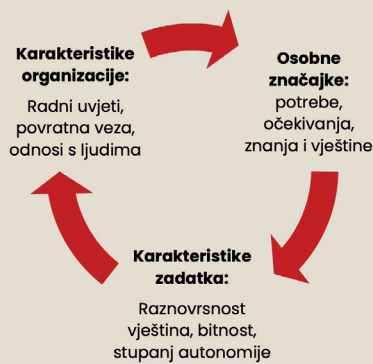 Karakteristike
organizacije:
Radni uvjeti,
povratna veza,
odnosi s ljudima
Osobne
značajke:
potrebe,
očekivanja,
znanja i vještine
Karakteristike
zadatka:
Raznovrsnost
vještina, bitnost,
stupanj autonomije